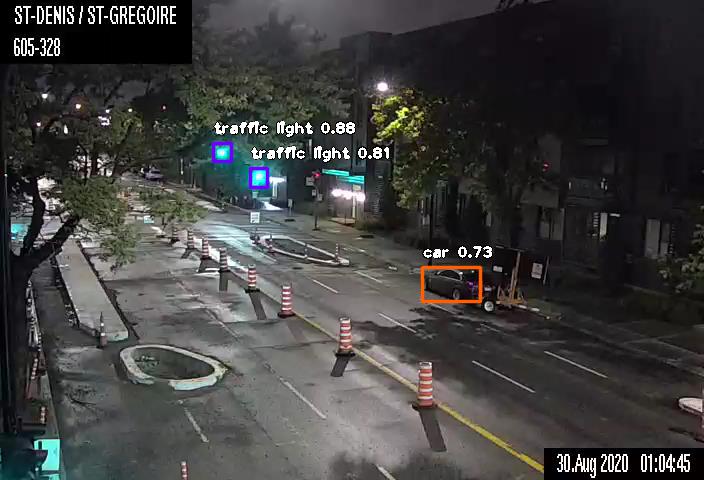 ST-DENIS / ST-GREGOIRE
605-328
traffic light 0.88
traffic light 0.81
car 0.73
30.Aug 2020 01:04:45